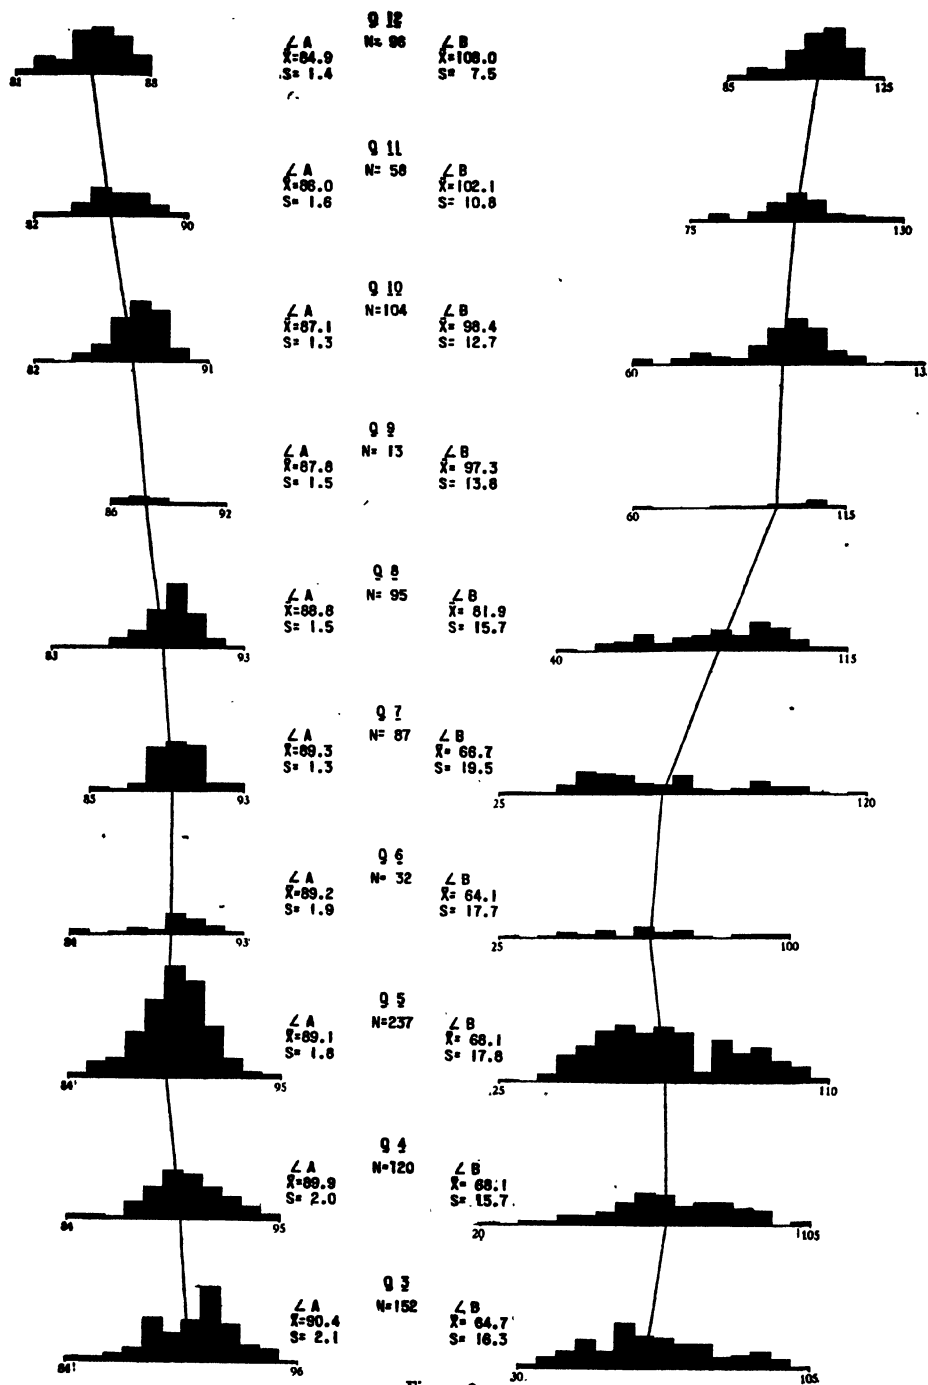 Q 12
∠ A N= 96 ∠ B
X̄=84.9 X̄=108.0
S= 1.4 S= 7.5
81 88 85 125
Q 11
∠ A N= 58 ∠ B
X̄=86.0 X̄=102.1
S= 1.6 S= 10.8
82 90 75 130
Q 10
∠ A N=104 ∠ B
X̄=87.1 X̄= 98.4
S= 1.3 S= 12.7
82 91 60
Q 9
∠ A N= 13 ∠ B
X̄=87.8 X̄= 97.3
S= 1.5 S= 13.8
86 92 60 115
Q 8
∠ A N= 95 ∠ B
X̄=88.8 X̄= 81.9
S= 1.5 S= 15.7
83 93 40 115
Q 7
∠ A N= 87 ∠ B
X̄=89.3 X̄= 66.7
S= 1.3 S= 19.5
85 93 25 120
Q 6
∠ A N= 32 ∠ B
X̄=89.2 X̄= 64.1
S= 1.9 S= 17.7
84 93 25 100
Q 5
∠ A N=237 ∠ B
X̄=89.1 X̄= 68.1
S= 1.8 S= 17.8
84 95 25 110
Q 4
∠ A N=120 ∠ B
X̄=89.9 X̄= 68.1
S= 2.0 S= 15.7
84 95 20 105
Q 3
∠ A N=152 ∠ B
X̄=90.4 X̄= 64.7
S= 2.1 S= 16.3
84 96 30 105